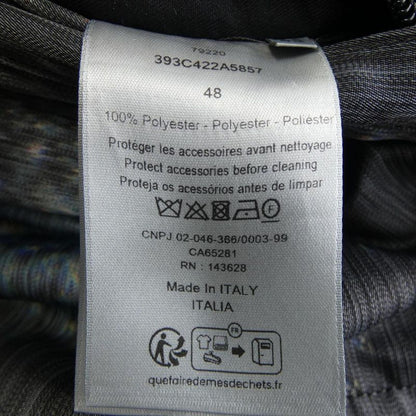 79220
393C422A5857
48
100% Polyester - Polyester - Poliéster
Protéger les accessoires avant nettoyage
Protect accessories before cleaning
Proteja os acessórios antes de limpar
CNPJ 02-046-366/0003-99
CA65281
RN : 143628
Made In ITALY
ITALIA
FR
quefairedemesdechets.fr